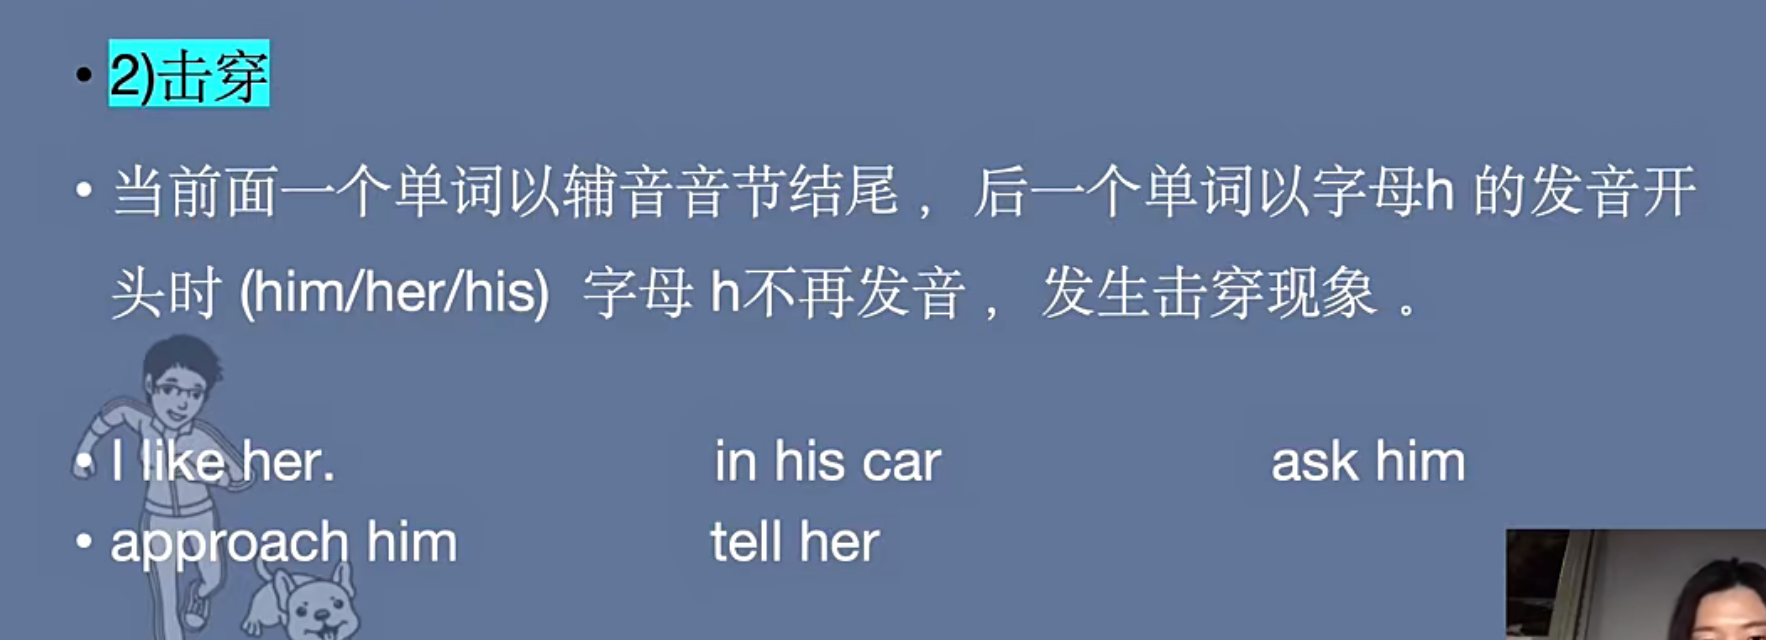 • 2)击穿
• 当前面一个单词以辅音音节结尾，后一个单词以字母h 的发音开
头时 (him/her/his) 字母 h不再发音，发生击穿现象。
• I like her. in his car ask him
• approach him tell her